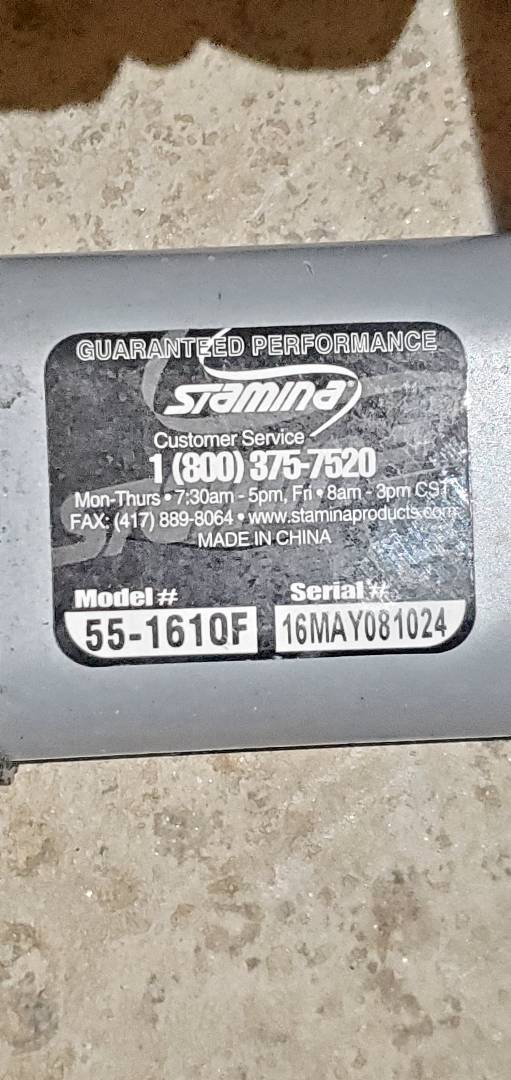 GUARANTEED PERFORMANCE
STAMINA®
Customer Service
1 (800) 375-7520
Mon-Thurs • 7:30am - 5pm, Fri • 8am - 3pm CST
FAX: (417) 889-8064 • www.staminaproducts.com
MADE IN CHINA
Model # Serial #
55-1610F 16MAY081024